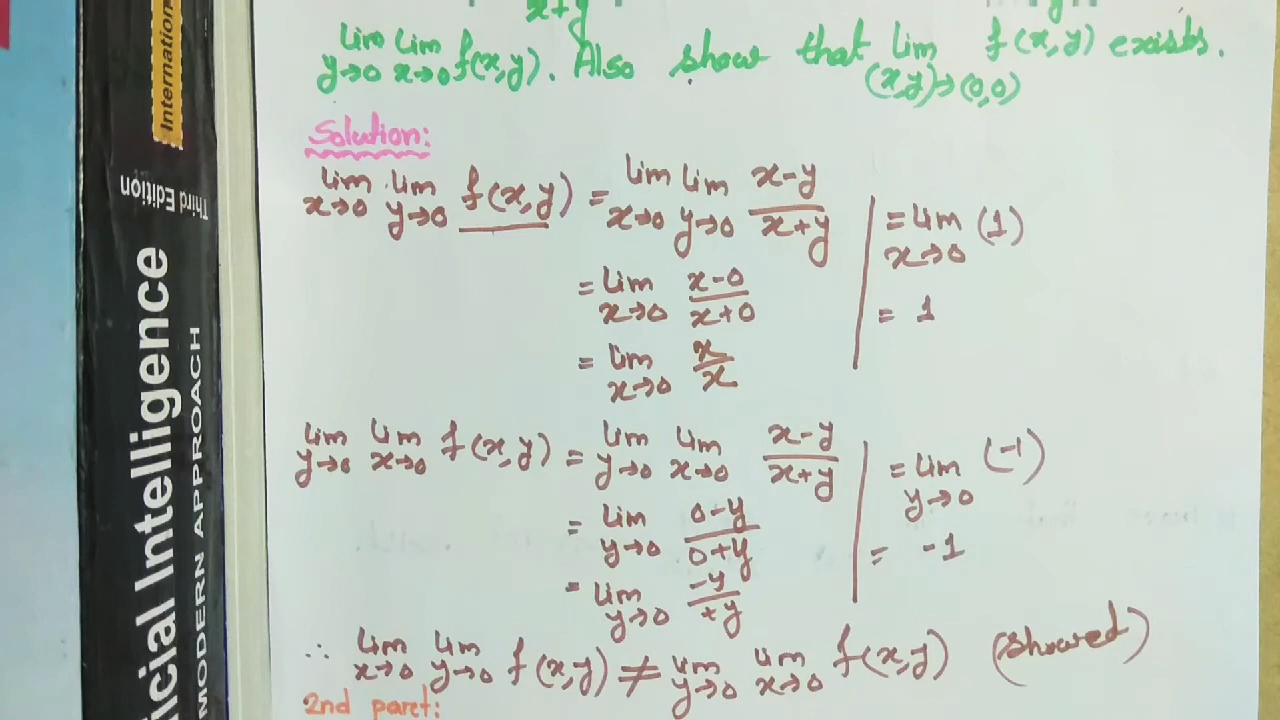 x+y y
lim lim f(x,y). Also show that lim f(x,y) exists.
y→0 x→0 (x,y)→(0,0)
Solution:
lim lim f(x,y) = lim lim x-y
x→0 y→0 x→0 y→0 x+y
= lim x-0
x→0 x+0
= lim x
x→0 x
= lim (1)
x→0
= 1
lim lim f(x,y) = lim lim x-y
y→0 x→0 y→0 x→0 x+y
= lim 0-y
y→0 0+y
= lim -y
y→0 +y
= lim (-1)
y→0
= -1
∴ lim lim f(x,y) ≠ lim lim f(x,y) (showed)
x→0 y→0 y→0 x→0
2nd part:
International
Third Edition
icial Intelligence
MODERN APPROACH